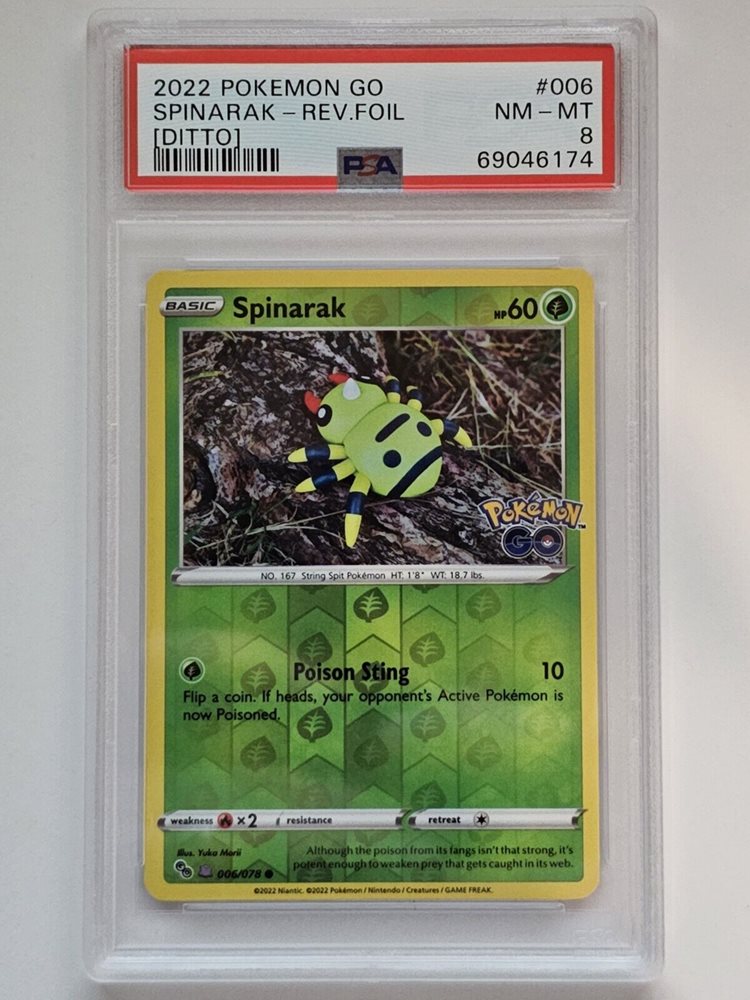 2022 POKEMON GO #006
SPINARAK - REV.FOIL NM - MT
[DITTO] 8
PSA 69046174
BASIC Spinarak HP60
Pokémon
GO
NO. 167 String Spit Pokémon HT: 1'8" WT: 18.7 lbs.
Poison Sting 10
Flip a coin. If heads, your opponent's Active Pokémon is
now Poisoned.
weakness ×2 resistance retreat
Illus. Yuka Morii
Although the poison from its fangs isn't that strong, it's
potent enough to weaken prey that gets caught in its web.
006/078
©2022 Niantic. ©2022 Pokémon / Nintendo / Creatures / GAME FREAK.